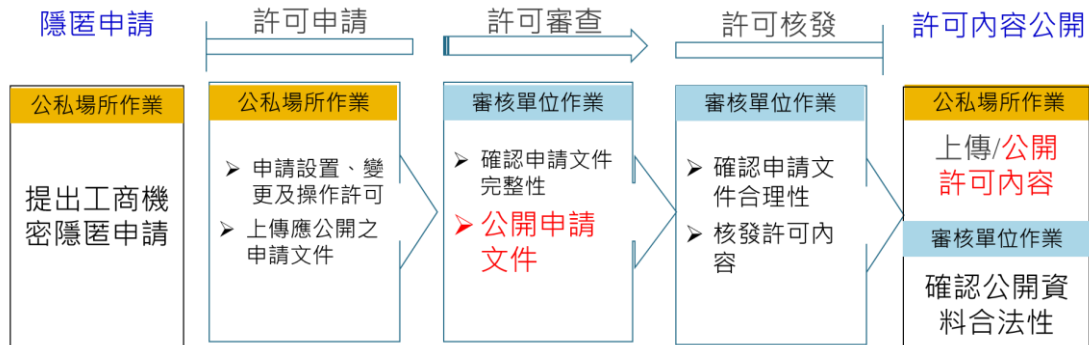 隱匿申請
許可申請
許可審查
許可核發
許可內容公開
公私場所作業
提出工商機
密隱匿申請
公私場所作業
➢ 申請設置、變
更及操作許可
➢ 上傳應公開之
申請文件
審核單位作業
➢ 確認申請文件
完整性
➢ 公開申請
文件
審核單位作業
➢ 確認申請文
件合理性
➢ 核發許可內
容
公私場所作業
上傳/公開
許可內容
審核單位作業
確認公開資
料合法性